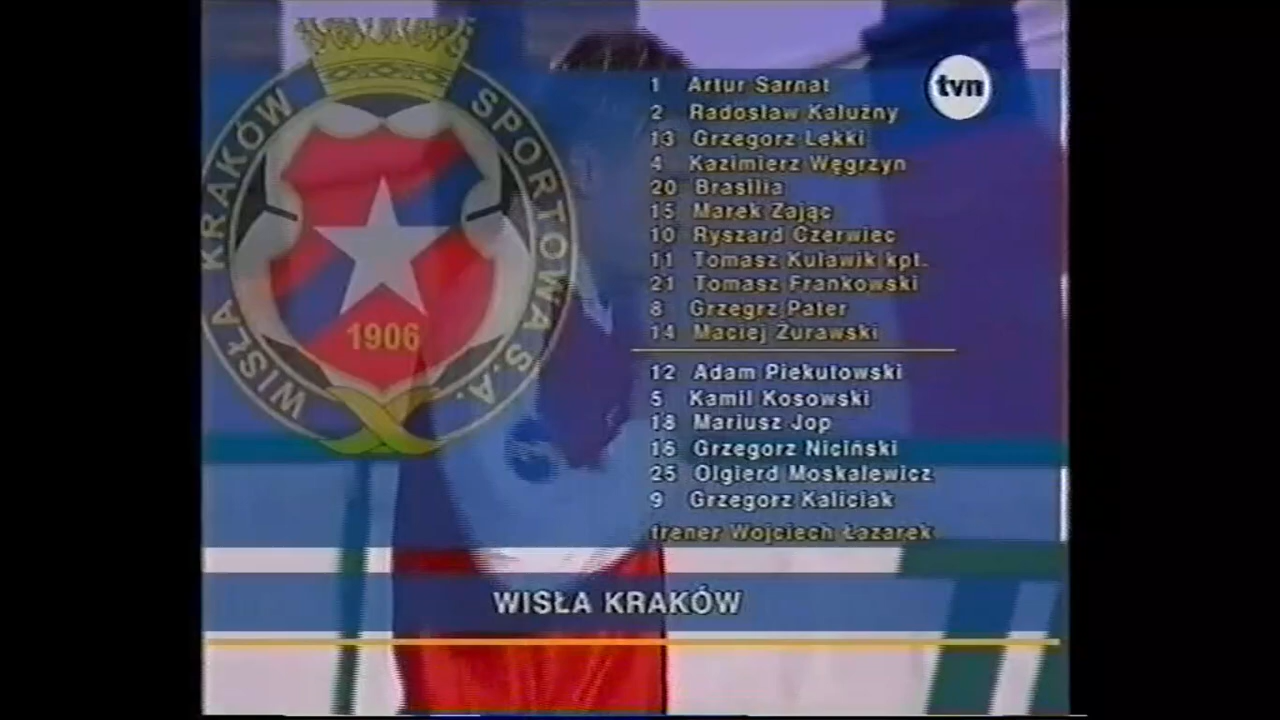 tvn
WISŁA KRAKÓW SPORTOWA S.A.
1906
1 Artur Sarnat
2 Radosław Kałużny
13 Grzegorz Lekki
4 Kazimierz Węgrzyn
20 Brasilia
15 Marek Zając
10 Ryszard Czerwiec
11 Tomasz Kulawik kpt.
21 Tomasz Frankowski
8 Grzegrz Pater
14 Maciej Żurawski
12 Adam Piekutowski
5 Kamil Kosowski
18 Mariusz Jop
16 Grzegorz Niciński
25 Olgierd Moskalewicz
9 Grzegorz Kaliciak
trener Wojciech Łazarek
WISŁA KRAKÓW